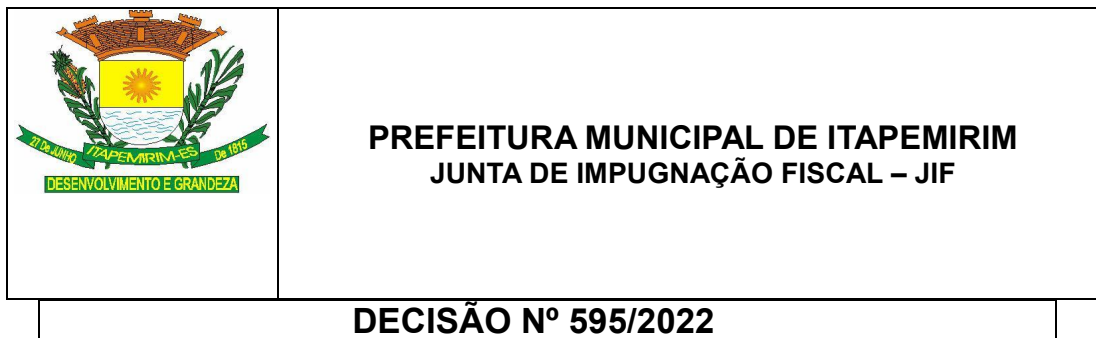 27 De JUNHO ITAPEMIRIM-ES De 1815
DESENVOLVIMENTO E GRANDEZA
PREFEITURA MUNICIPAL DE ITAPEMIRIM
JUNTA DE IMPUGNAÇÃO FISCAL – JIF
DECISÃO Nº 595/2022